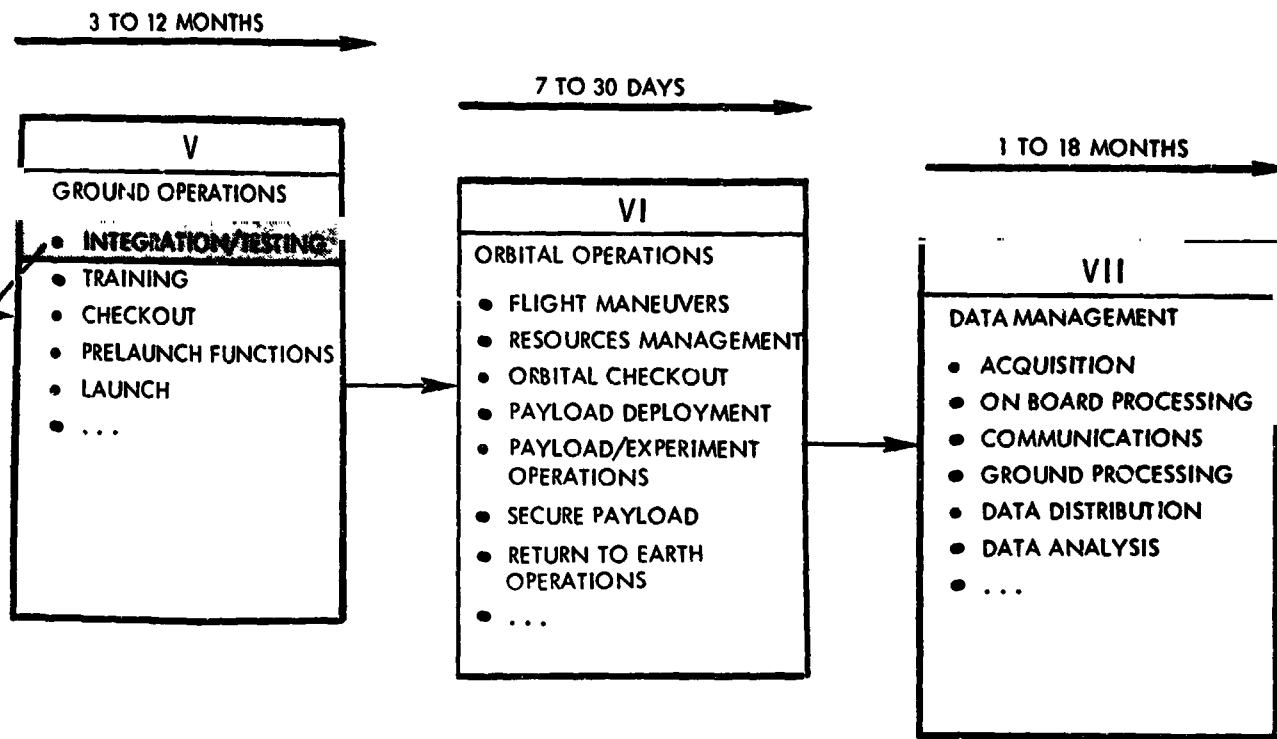 3 TO 12 MONTHS
V
GROUND OPERATIONS
• INTEGRATION/TESTING
• TRAINING
• CHECKOUT
• PRELAUNCH FUNCTIONS
• LAUNCH
• ...
7 TO 30 DAYS
VI
ORBITAL OPERATIONS
• FLIGHT MANEUVERS
• RESOURCES MANAGEMENT
• ORBITAL CHECKOUT
• PAYLOAD DEPLOYMENT
• PAYLOAD/EXPERIMENT
OPERATIONS
• SECURE PAYLOAD
• RETURN TO EARTH
OPERATIONS
• ...
1 TO 18 MONTHS
VII
DATA MANAGEMENT
• ACQUISITION
• ON BOARD PROCESSING
• COMMUNICATIONS
• GROUND PROCESSING
• DATA DISTRIBUTION
• DATA ANALYSIS
• ...